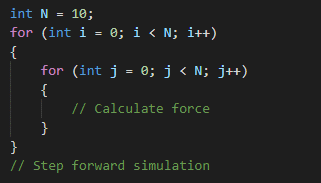 int N = 10;
for (int i = 0; i < N; i++)
{
    for (int j = 0; j < N; j++)
    {
        // Calculate force
    }
}
// Step forward simulation